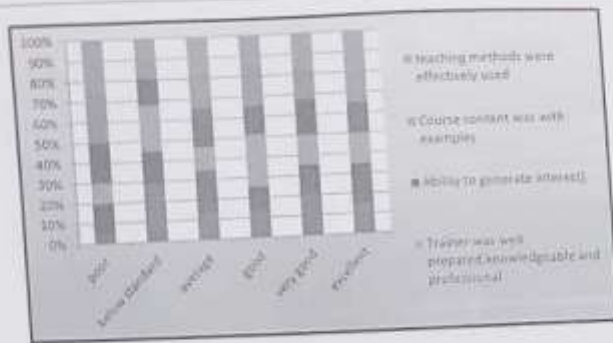 100%
90%
80%
70%
60%
50%
40%
30%
20%
10%
0%
poor
below standard
average
good
very good
excellent
teaching methods were
effectively used
Course content was with
examples
Ability to generate interest)
Trainer was well
prepared,knowledgable and
professional